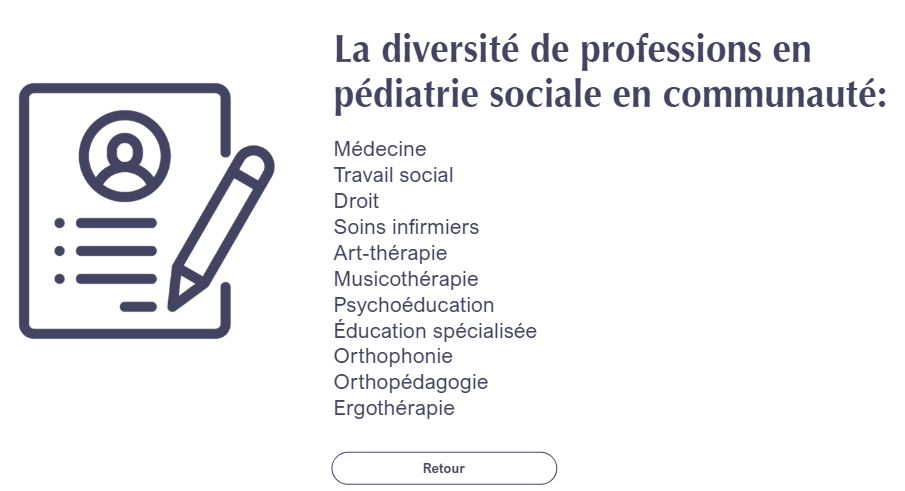 La diversité de professions en
pédiatrie sociale en communauté:
Médecine
Travail social
Droit
Soins infirmiers
Art-thérapie
Musicothérapie
Psychoéducation
Éducation spécialisée
Orthophonie
Orthopédagogie
Ergothérapie
Retour